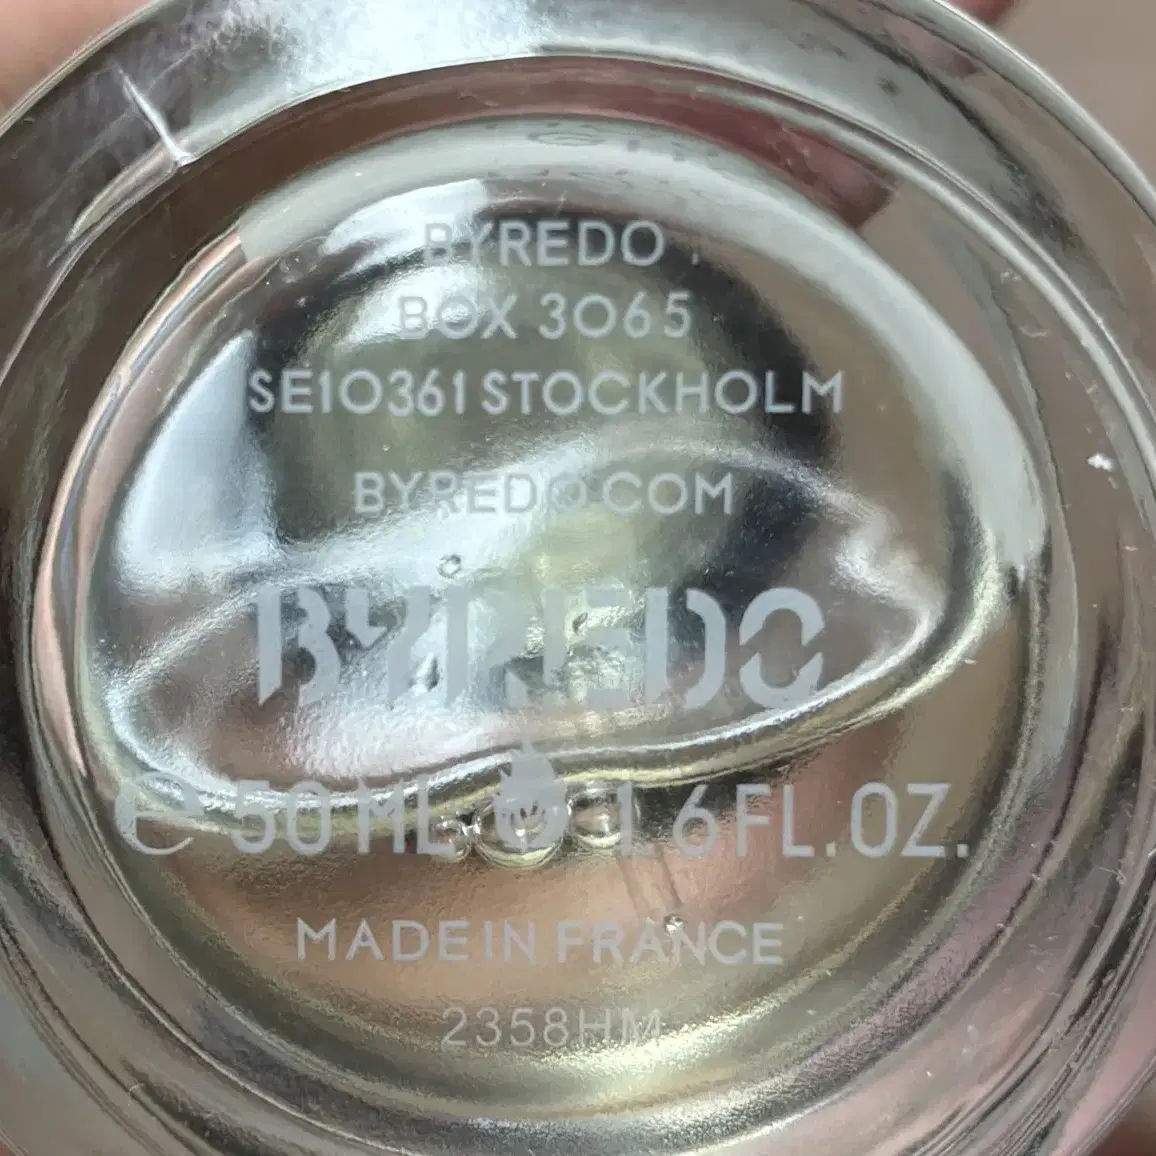 BYREDO
BOX 3065
SE10361 STOCKHOLM
BYREDO.COM
BYREDO
℮ 50 ML 1.6 FL.OZ.
MADE IN FRANCE
2358HM